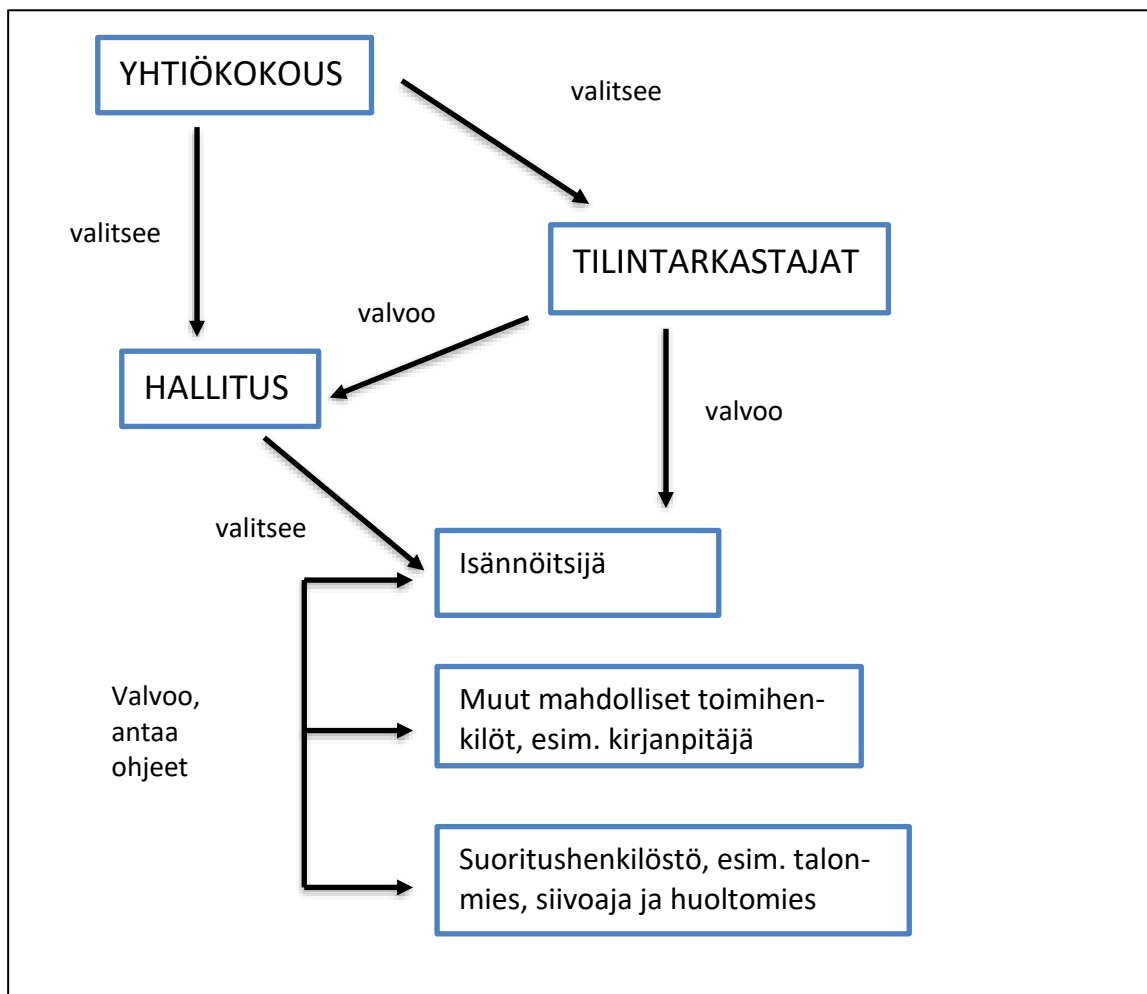 YHTIÖKOKOUS
valitsee
valitsee
TILINTARKASTAJAT
valvoo
HALLITUS
valvoo
valitsee
Isännöitsijä
Valvoo,
antaa
ohjeet
Muut mahdolliset toimihen-
kilöt, esim. kirjanpitäjä
Suoritushenkilöstö, esim. talon-
mies, siivoaja ja huoltomies